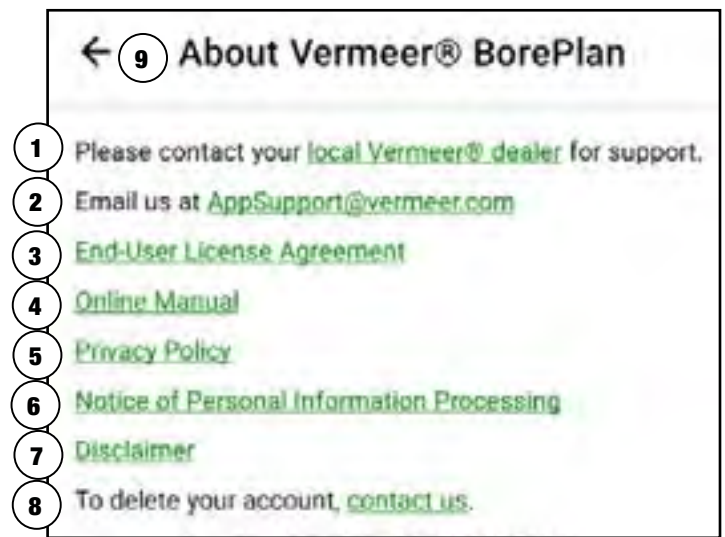 ← 9 About Vermeer® BorePlan
1 Please contact your local Vermeer® dealer for support.
2 Email us at AppSupport@vermeer.com
3 End-User License Agreement
4 Online Manual
5 Privacy Policy
6 Notice of Personal Information Processing
7 Disclaimer
8 To delete your account, contact us.